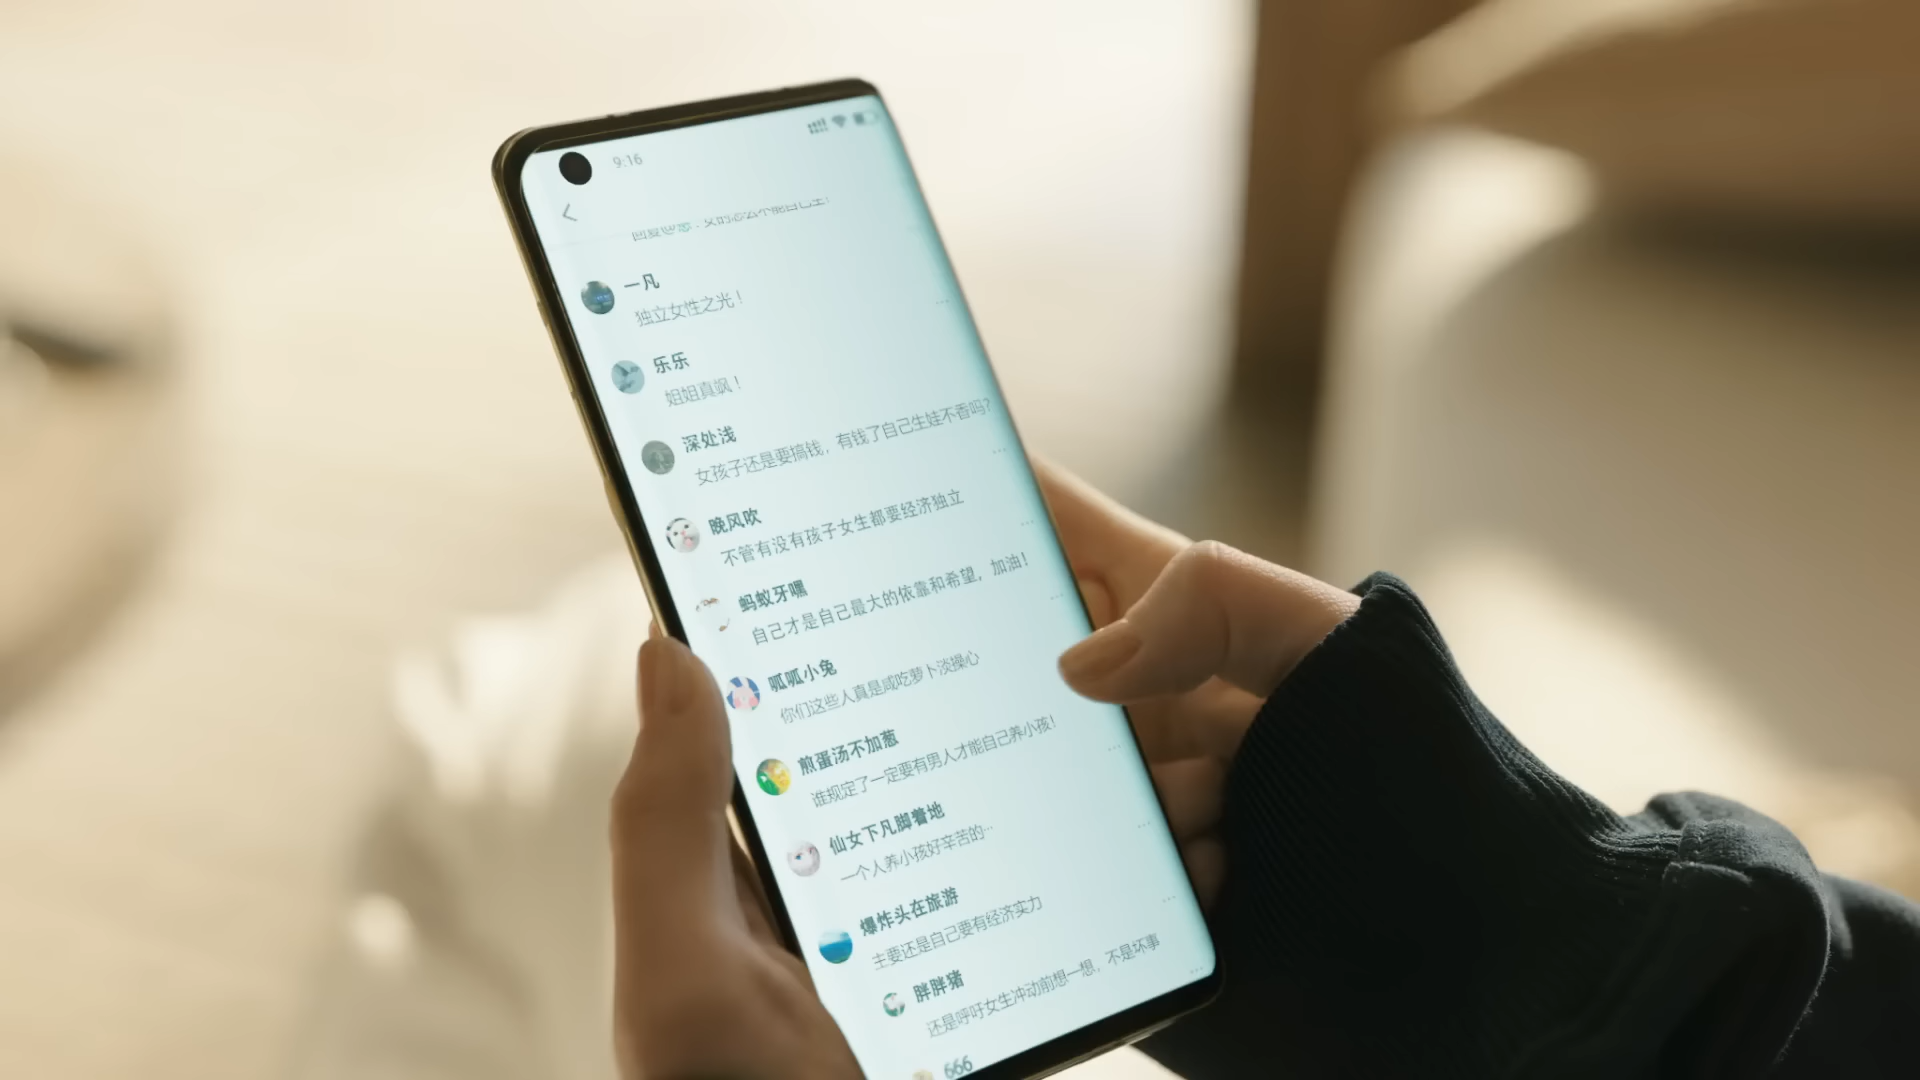 9:16
一凡
独立女性之光！
乐乐
姐姐真飒！
深处浅
女孩子还是要搞钱，有钱了自己生娃不香吗？
晚风吹
不管有没有孩子女生都要经济独立
蚂蚁牙嘿
自己才是自己最大的依靠和希望，加油！
呱呱小兔
你们这些人真是咸吃萝卜淡操心
煎蛋汤不加葱
谁规定了一定要有男人才能自己养小孩！
仙女下凡脚着地
一个人养小孩好辛苦的…
爆炸头在旅游
主要还是自己要有经济实力
胖胖猪
还是呼吁女生冲动前想一想，不是坏事
666